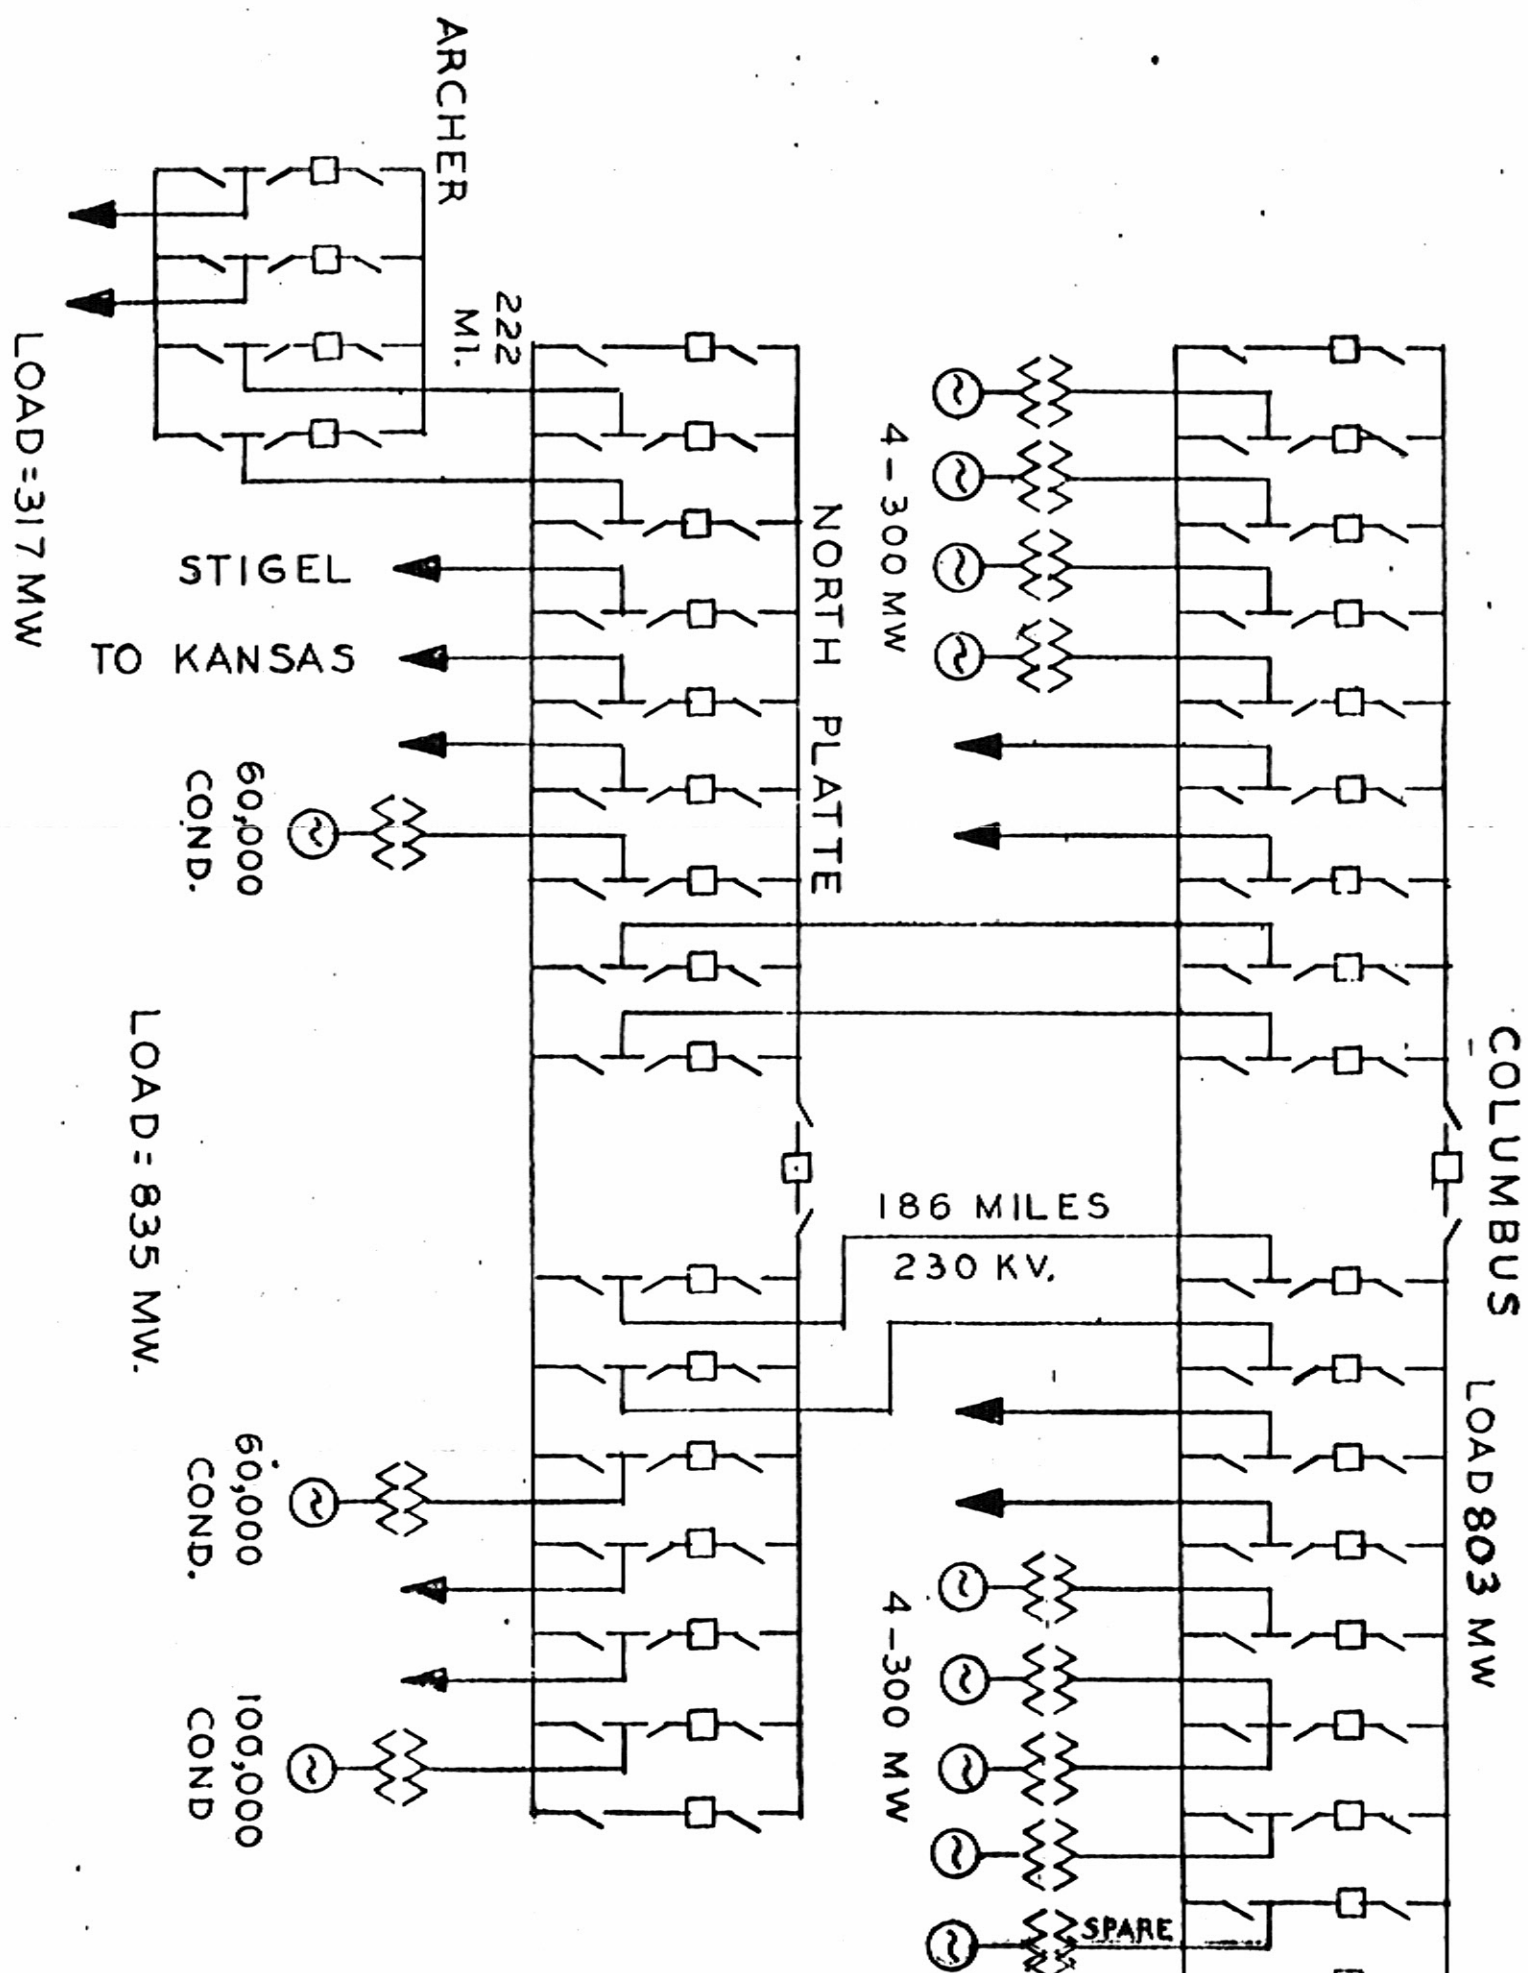 ARCHER
222
MI.
LOAD=317 MW
NORTH PLATTE
4-300 MW
STIGEL
TO KANSAS
60,000
COND.
COLUMBUS
LOAD 803 MW
186 MILES
230 KV.
LOAD=835 MW.
60,000
COND.
4-300 MW
100,000
COND
SPARE